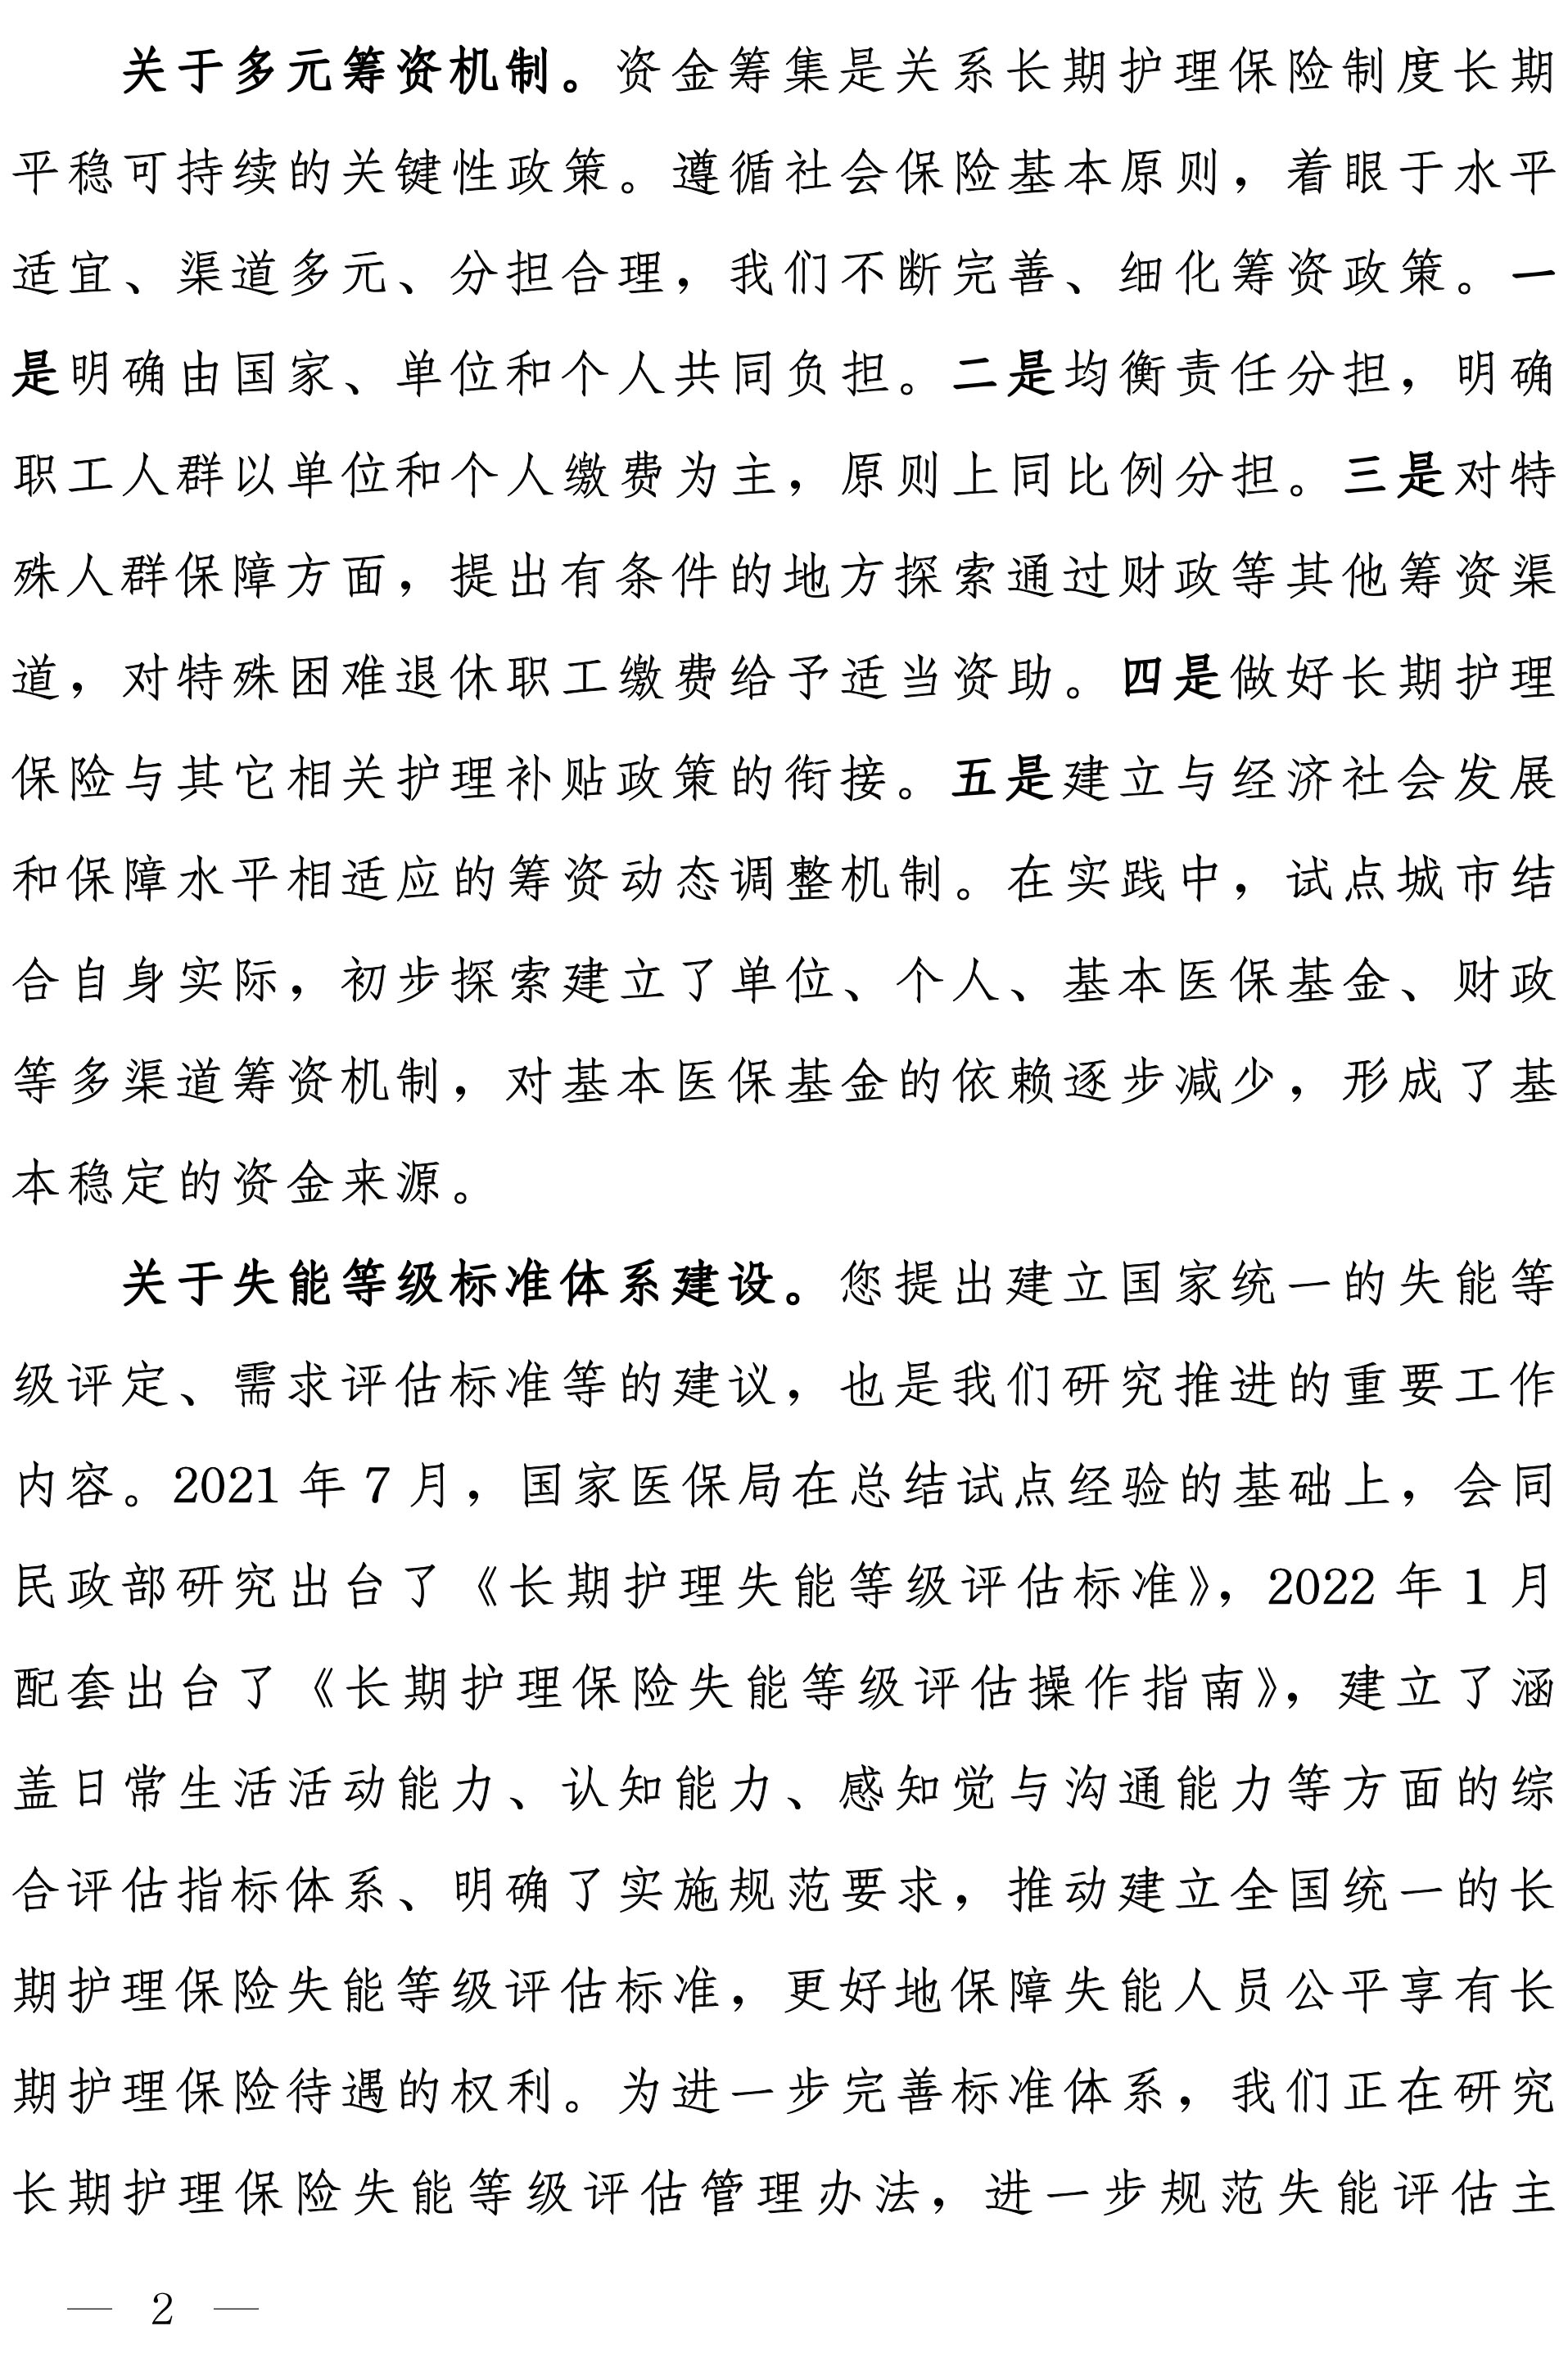 关于多元筹资机制。资金筹集是关系长期护理保险制度长期
平稳可持续的关键性政策。遵循社会保险基本原则，着眼于水平
适宜、渠道多元、分担合理，我们不断完善、细化筹资政策。一
是明确由国家、单位和个人共同负担。二是均衡责任分担，明确
职工人群以单位和个人缴费为主，原则上同比例分担。三是对特
殊人群保障方面，提出有条件的地方探索通过财政等其他筹资渠
道，对特殊困难退休职工缴费给予适当资助。四是做好长期护理
保险与其它相关护理补贴政策的衔接。五是建立与经济社会发展
和保障水平相适应的筹资动态调整机制。在实践中，试点城市结
合自身实际，初步探索建立了单位、个人、基本医保基金、财政
等多渠道筹资机制，对基本医保基金的依赖逐步减少，形成了基
本稳定的资金来源。
关于失能等级标准体系建设。您提出建立国家统一的失能等
级评定、需求评估标准等的建议，也是我们研究推进的重要工作
内容。2021 年 7 月，国家医保局在总结试点经验的基础上，会同
民政部研究出台了《长期护理失能等级评估标准》，2022 年 1 月
配套出台了《长期护理保险失能等级评估操作指南》，建立了涵
盖日常生活活动能力、认知能力、感知觉与沟通能力等方面的综
合评估指标体系、明确了实施规范要求，推动建立全国统一的长
期护理保险失能等级评估标准，更好地保障失能人员公平享有长
期护理保险待遇的权利。为进一步完善标准体系，我们正在研究
长期护理保险失能等级评估管理办法，进一步规范失能评估主
— 2 —